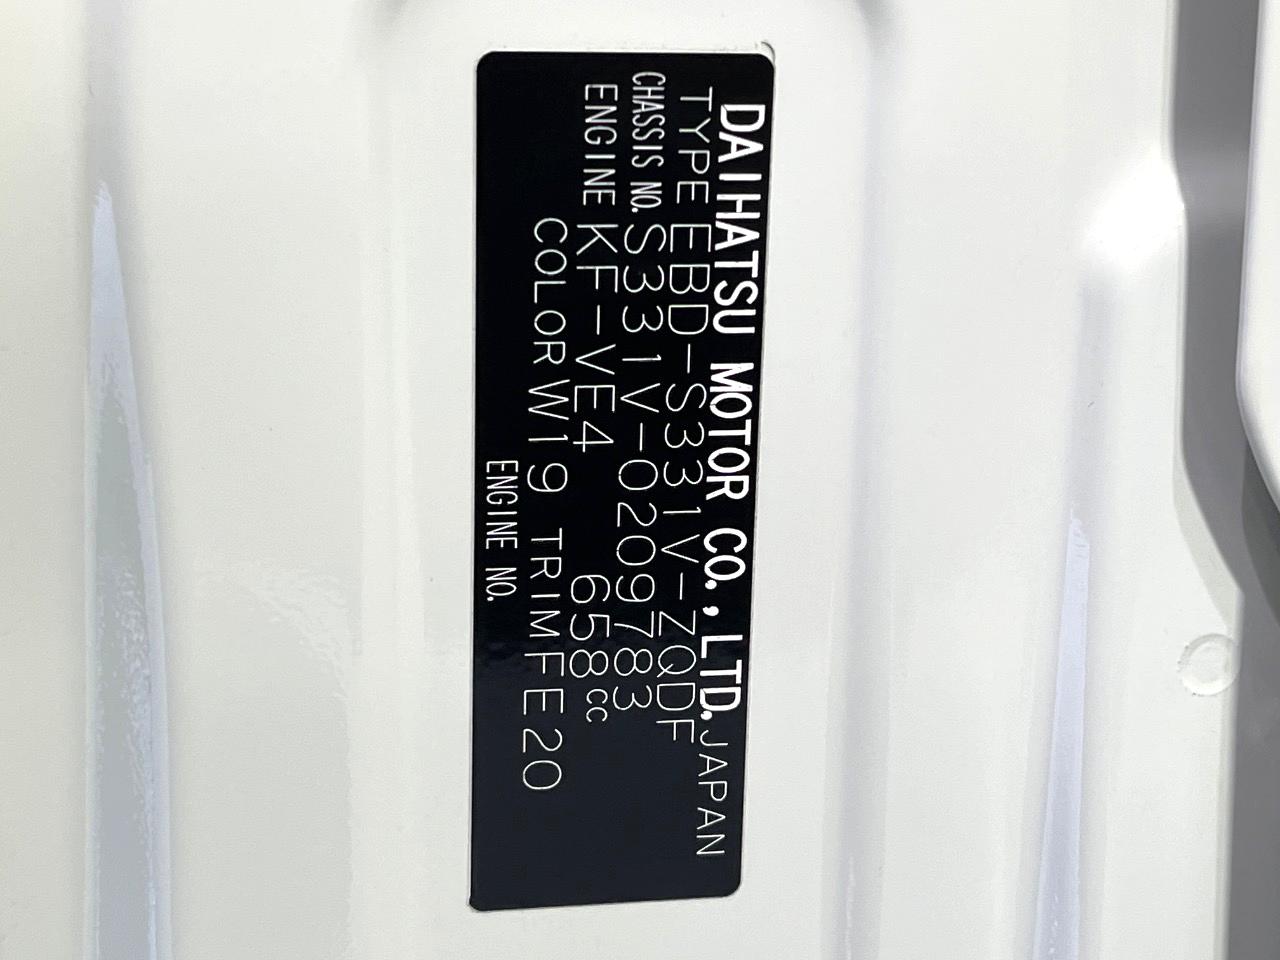 DAIHATSU MOTOR CO., LTD. JAPAN
TYPE EBD-S331V-ZQDF
CHASSIS NO. S331V-0209783
ENGINE KF-VE4 658cc
COLOR W19 TRIM FE20
ENGINE NO.